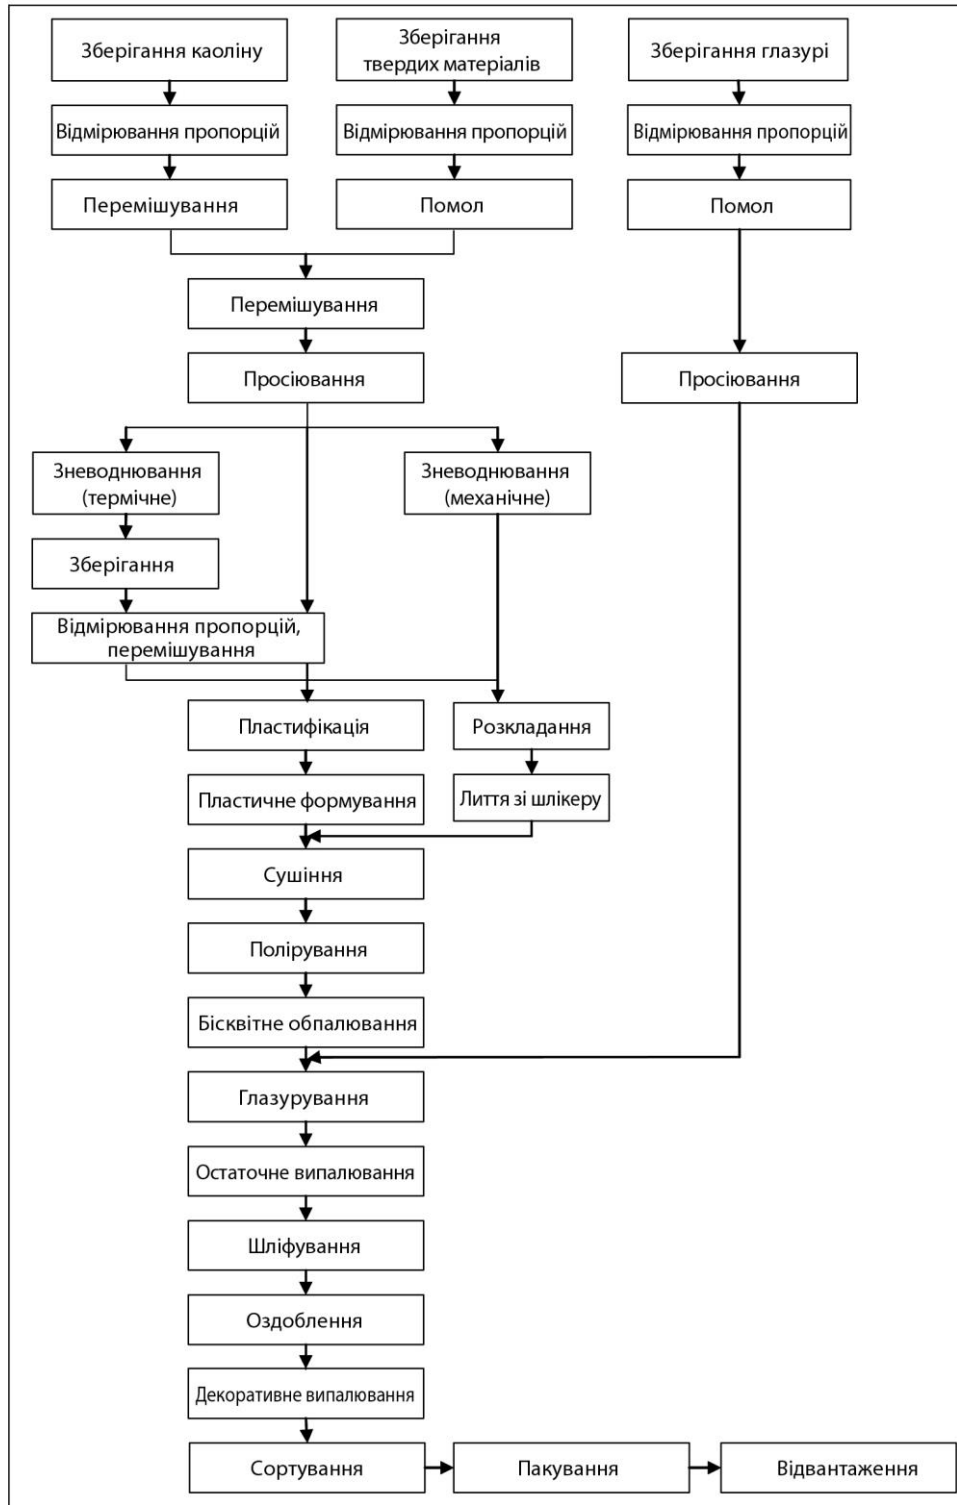 Зберігання каоліну
Зберігання
твердих матеріалів
Зберігання глазурі
Відмірювання пропорцій
Відмірювання пропорцій
Відмірювання пропорцій
Перемішування
Помол
Помол
Перемішування
Просіювання
Просіювання
Зневоднювання
(термічне)
Зневоднювання
(механічне)
Зберігання
Відмірювання пропорцій,
перемішування
Пластифікація
Розкладання
Пластичне формування
Лиття зі шлікеру
Сушіння
Полірування
Бісквітне обпалювання
Глазурування
Остаточне випалювання
Шліфування
Оздоблення
Декоративне випалювання
Сортування
Пакування
Відвантаження